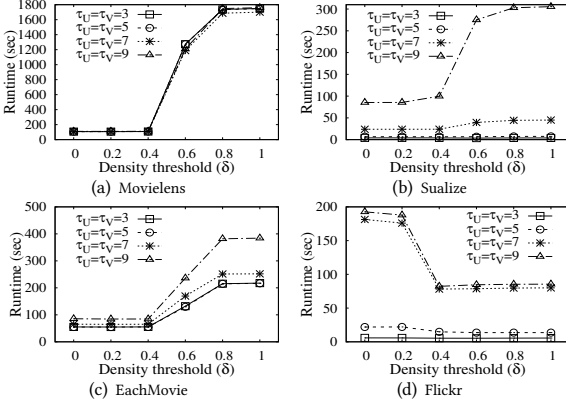 1800
1600
1400
1200
1000
800
600
400
200
0
Runtime (sec)
τU=τV=3
τU=τV=5
τU=τV=7
τU=τV=9
0 0.2 0.4 0.6 0.8 1
Density threshold (δ)
(a) Movielens
300
250
200
150
100
50
0
Runtime (sec)
τU=τV=3
τU=τV=5
τU=τV=7
τU=τV=9
0 0.2 0.4 0.6 0.8 1
Density threshold (δ)
(b) Sualize
500
400
300
200
100
0
Runtime (sec)
τU=τV=3
τU=τV=5
τU=τV=7
τU=τV=9
0 0.2 0.4 0.6 0.8 1
Density threshold (δ)
(c) EachMovie
200
150
100
50
0
Runtime (sec)
τU=τV=3
τU=τV=5
τU=τV=7
τU=τV=9
0 0.2 0.4 0.6 0.8 1
Density threshold (δ)
(d) Flickr